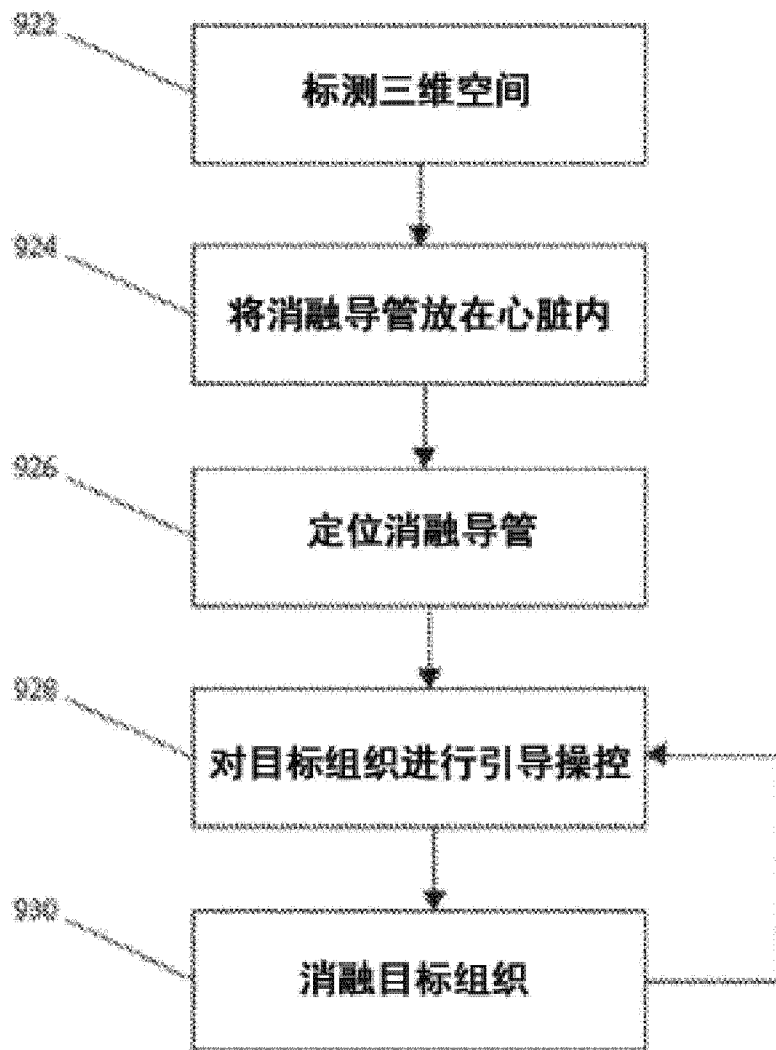 922
标测三维空间
924
将消融导管放在心脏内
926
定位消融导管
928
对目标组织进行引导操控
930
消融目标组织